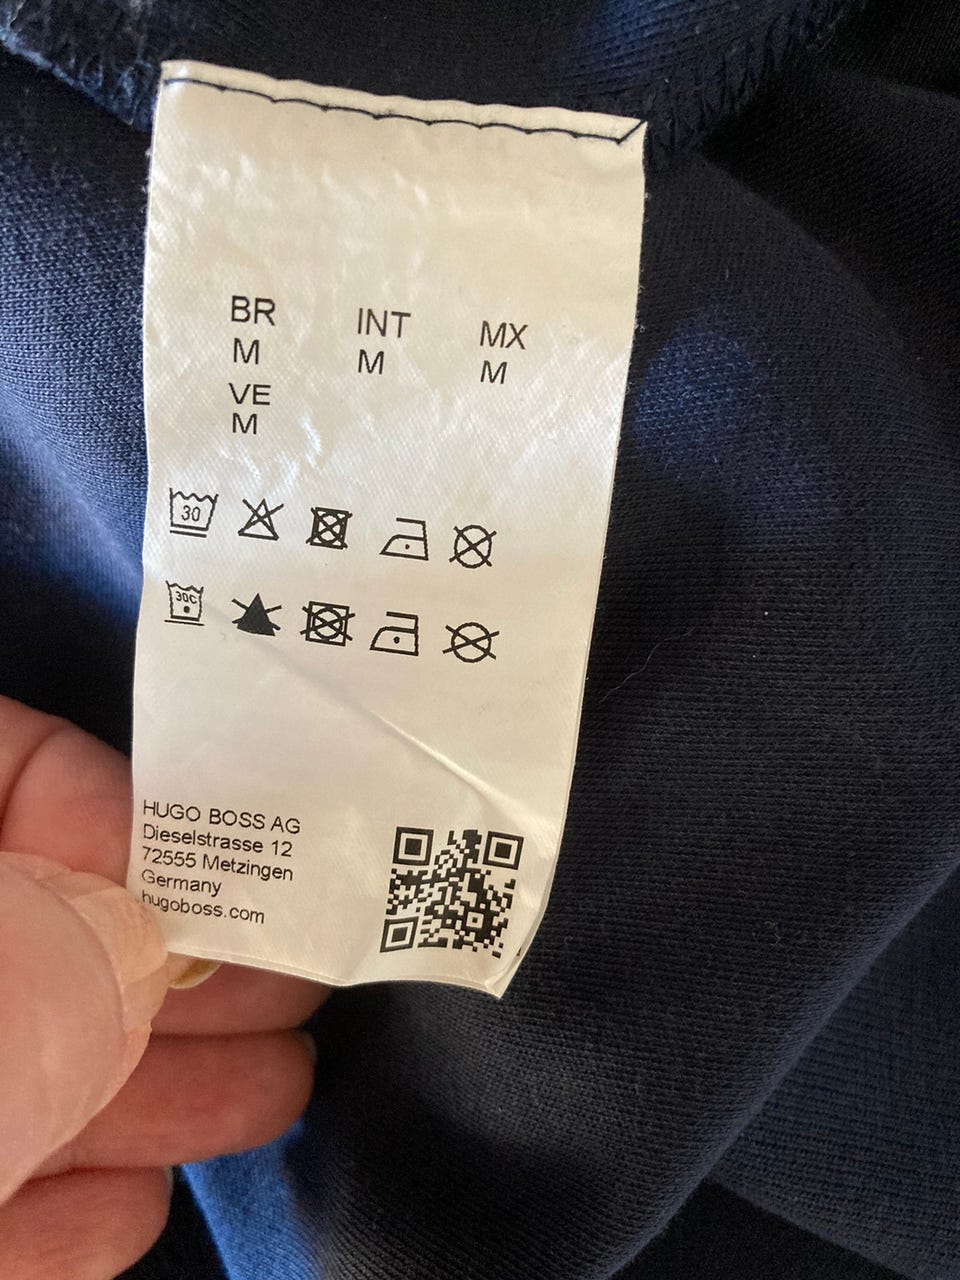 BR INT MX
M M M
VE
M
30
30C
HUGO BOSS AG
Dieselstrasse 12
72555 Metzingen
Germany
hugoboss.com